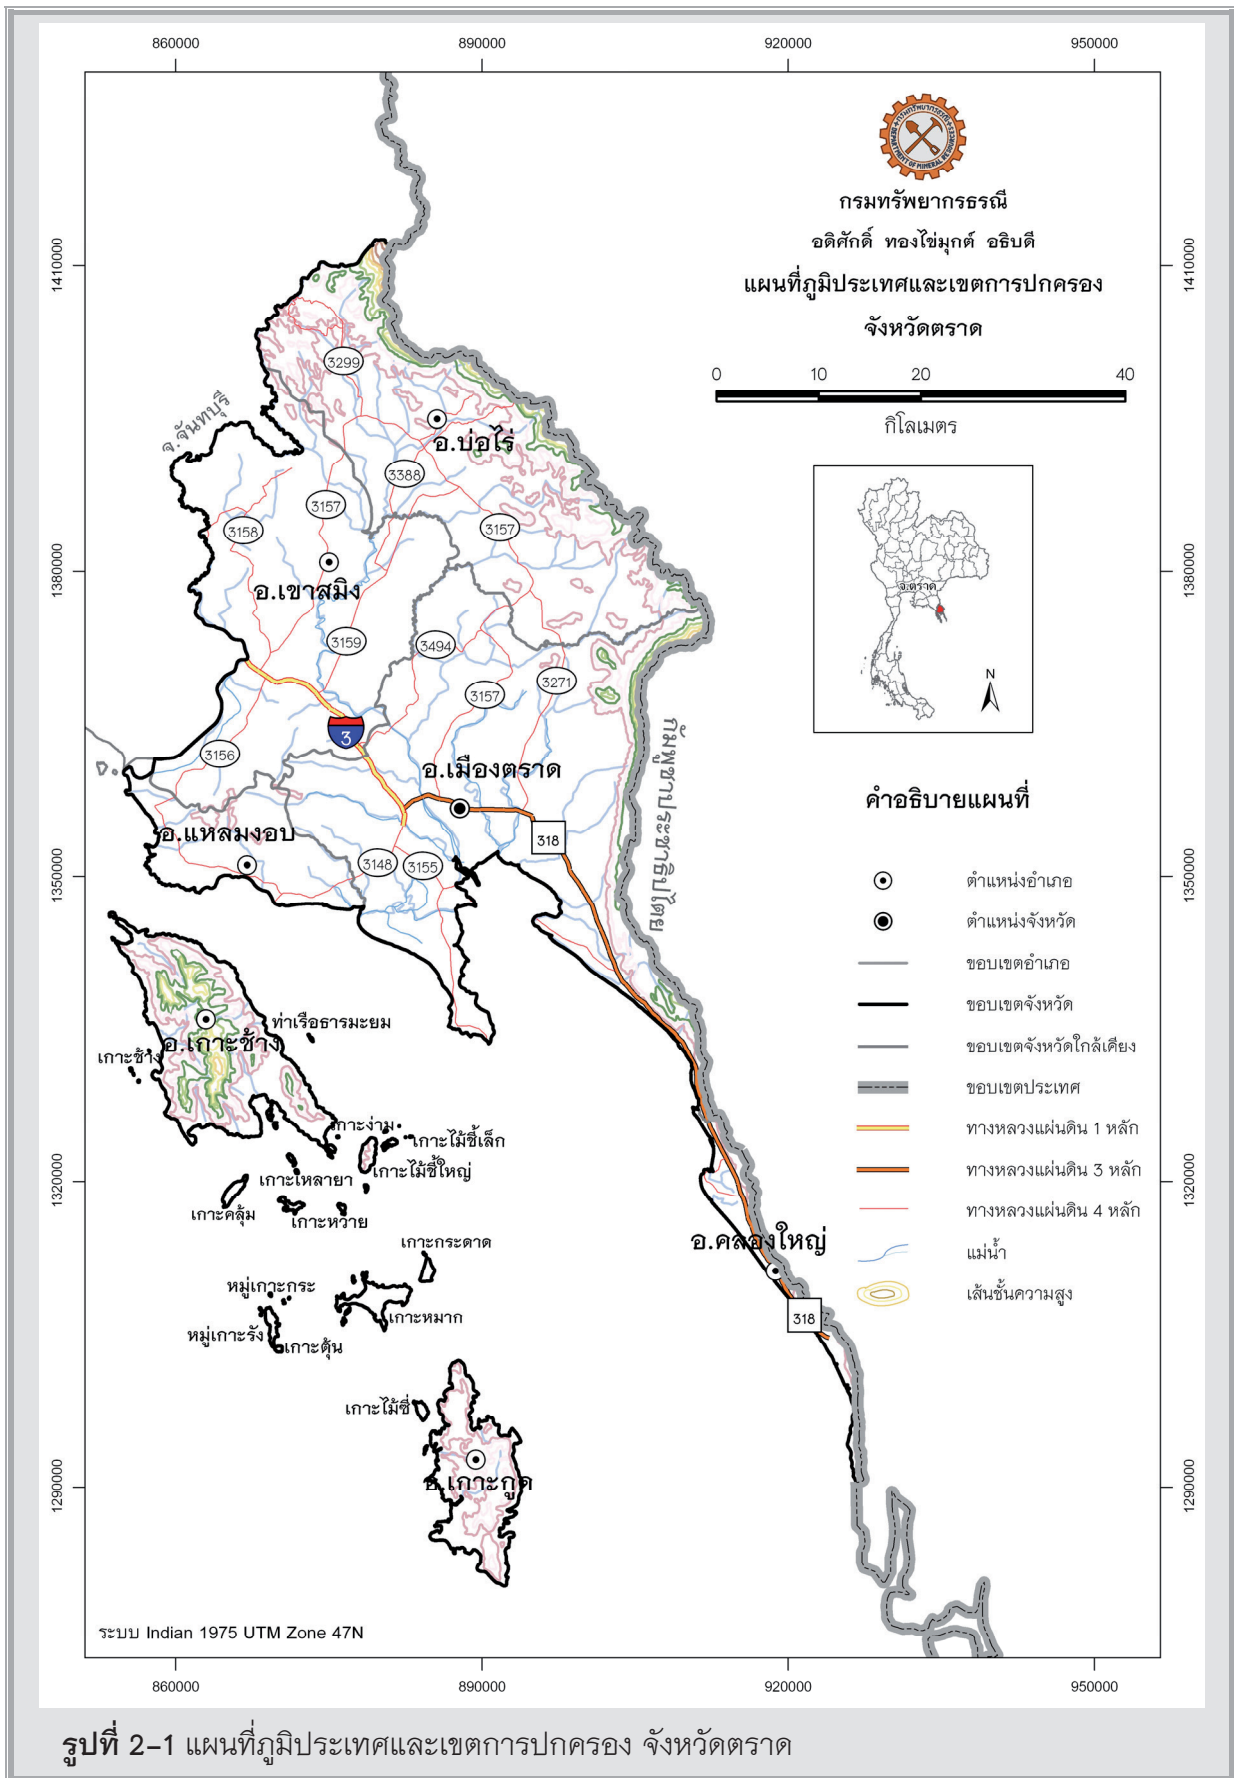 860000 890000 920000 950000
กรมทรัพยากรธรณี
DEPARTMENT OF MINERAL RESOURCES
กรมทรัพยากรธรณี
อดิศักดิ์ ทองไข่มุกต์ อธิบดี
แผนที่ภูมิประเทศและเขตการปกครอง
จังหวัดตราด
0 10 20 40
กิโลเมตร
จ.ตราด
N
1410000
1380000
1350000
1320000
1290000
1410000
1380000
1350000
1320000
1290000
จ.จันทบุรี
3299
อ.บ่อไร่
3388
3157
3158
3157
อ.เขาสมิง
3159
3494
3271
3157
3
3156
อ.เมืองตราด
318
อ.แหลมงอบ
3148
3155
กัมพูชาประชาธิปไตย
ท่าเรือธารมะยม
อ.เกาะช้าง
เกาะช้าง
เกาะง่าม
เกาะไม้ชี้เล็ก
เกาะไม้ชี้ใหญ่
เกาะเหลายา
เกาะคลุ้ม
เกาะหวาย
อ.คลองใหญ่
เกาะกระดาด
หมู่เกาะกระ
เกาะหมาก
318
หมู่เกาะรัง
เกาะตุ้น
เกาะไม้ซี่
อ.เกาะกูด
คำอธิบายแผนที่
ตำแหน่งอำเภอ
ตำแหน่งจังหวัด
ขอบเขตอำเภอ
ขอบเขตจังหวัด
ขอบเขตจังหวัดใกล้เคียง
ขอบเขตประเทศ
ทางหลวงแผ่นดิน 1 หลัก
ทางหลวงแผ่นดิน 3 หลัก
ทางหลวงแผ่นดิน 4 หลัก
แม่น้ำ
เส้นชั้นความสูง
ระบบ Indian 1975 UTM Zone 47N
860000 890000 920000 950000
รูปที่ 2-1 แผนที่ภูมิประเทศและเขตการปกครอง จังหวัดตราด